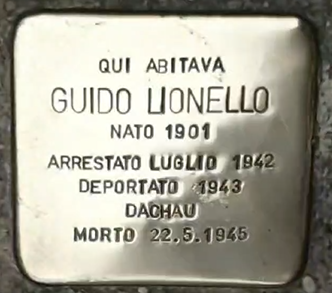 QUI ABITAVA
GUIDO LIONELLO
NATO 1901
ARRESTATO LUGLIO 1942
DEPORTATO 1943
DACHAU
MORTO 22.5.1945